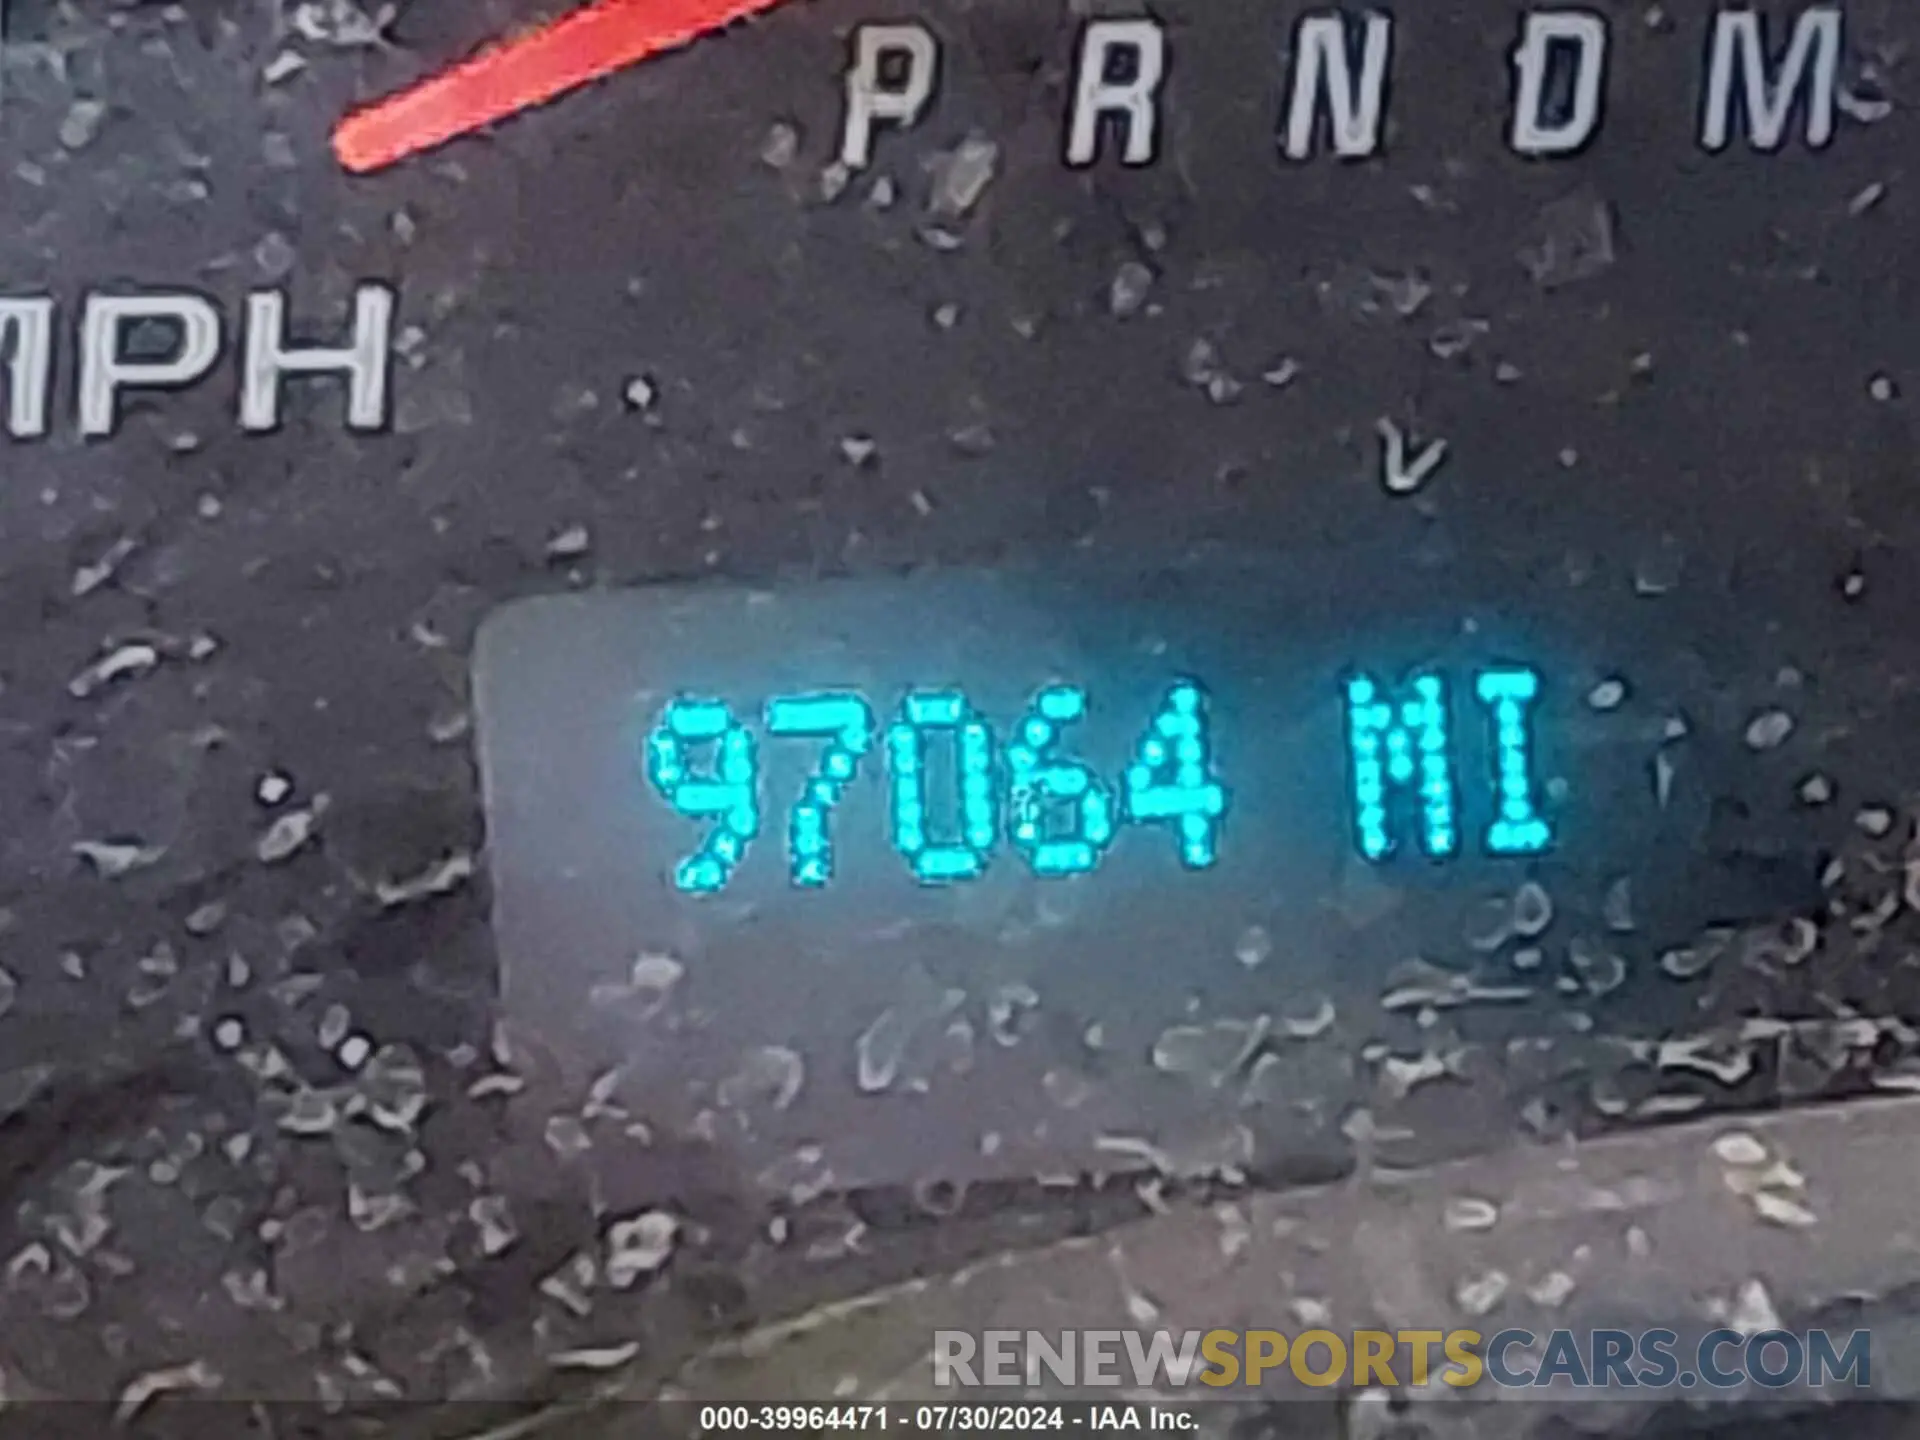 P R N D M
MPH
97064 MI
RENEWSPORTSCARS.COM
000-39964471 - 07/30/2024 - IAA Inc.